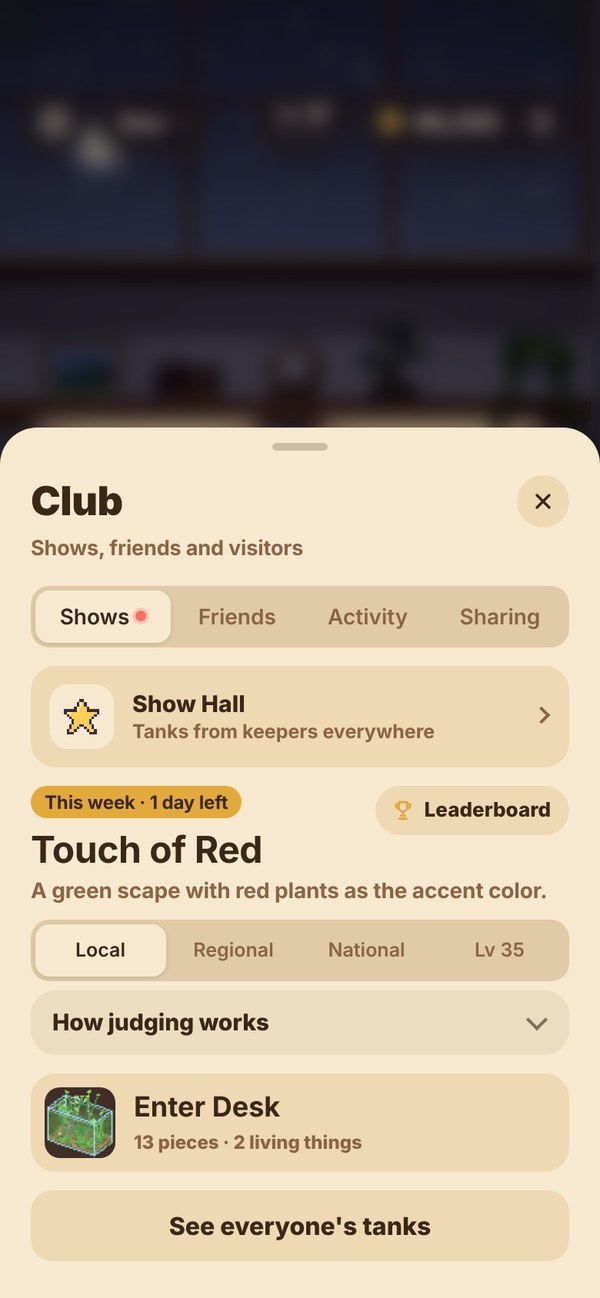 Club
Shows, friends and visitors
Shows
Friends
Activity
Sharing
Show Hall
Tanks from keepers everywhere
This week · 1 day left
Leaderboard
Touch of Red
A green scape with red plants as the accent color.
Local
Regional
National
Lv 35
How judging works
Enter Desk
13 pieces · 2 living things
See everyone's tanks